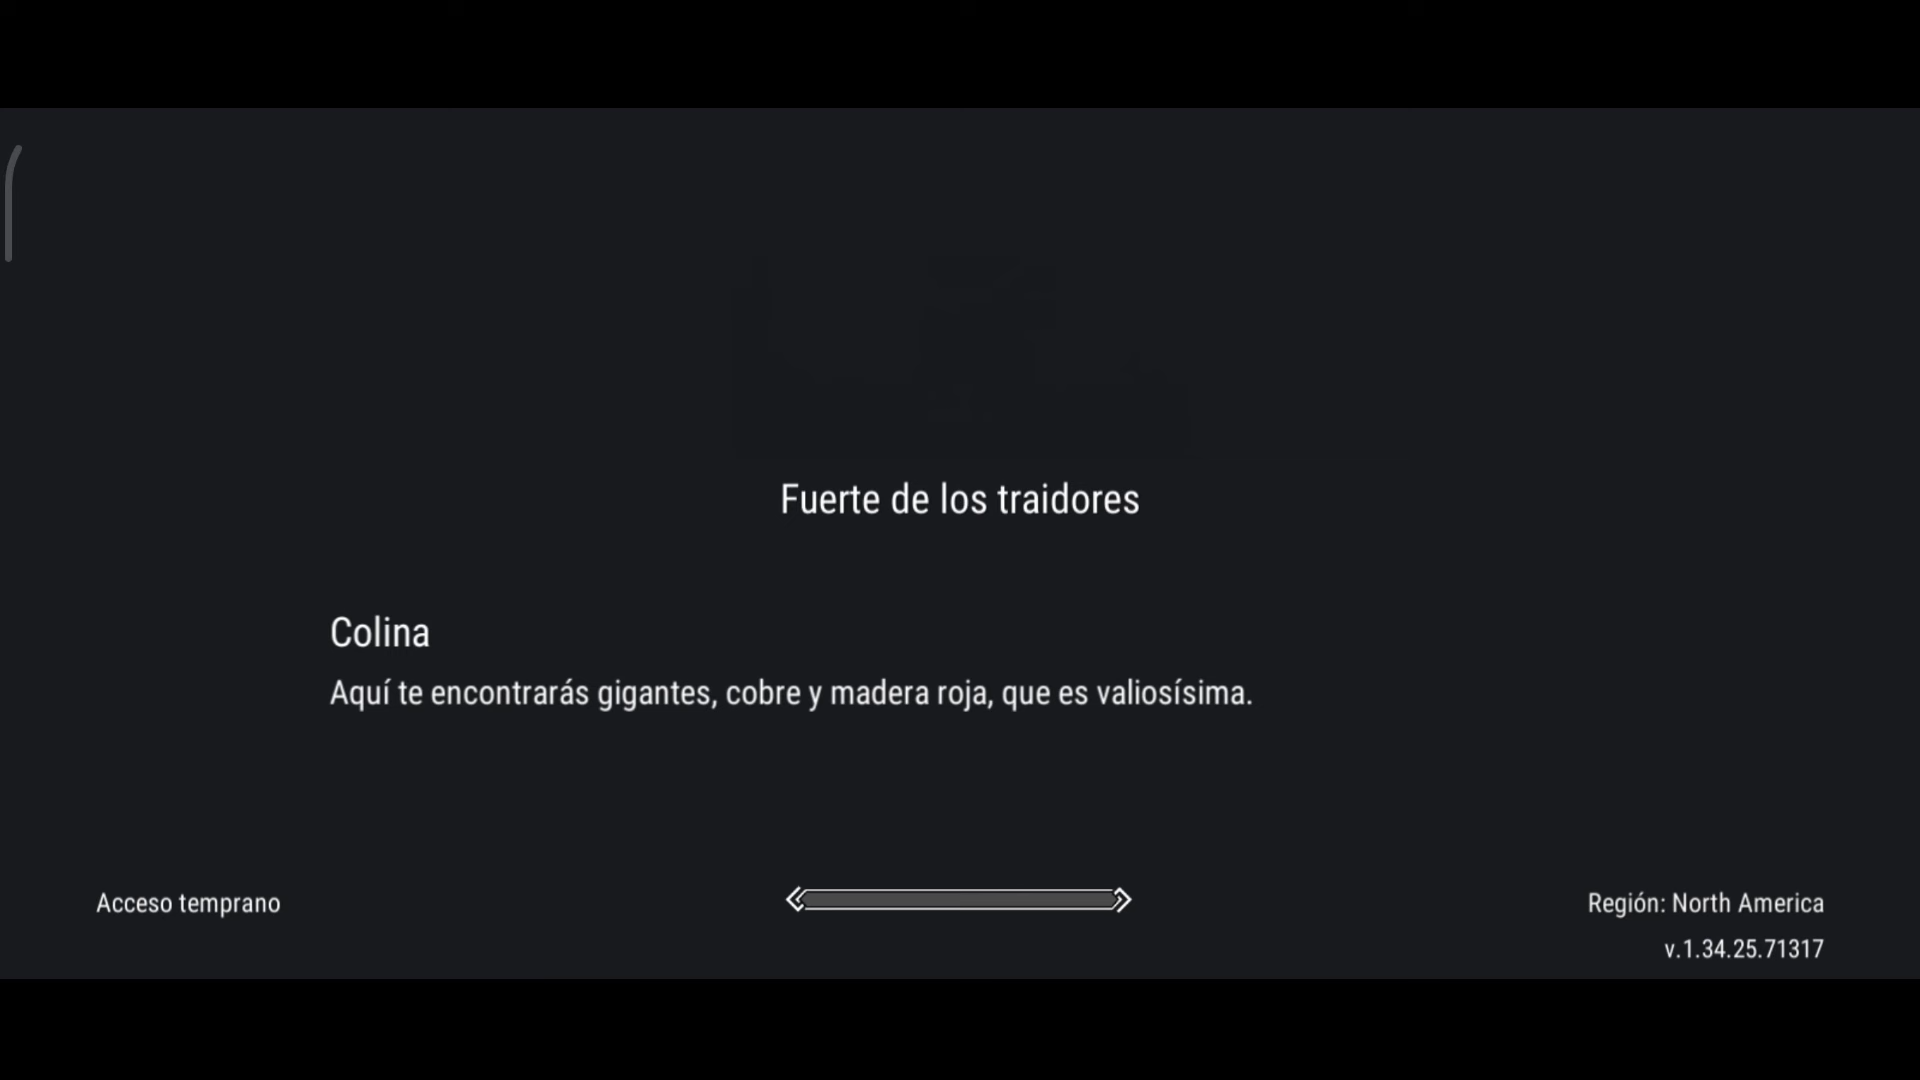 Fuerte de los traidores
Colina
Aquí te encontrarás gigantes, cobre y madera roja, que es valiosísima.
Acceso temprano
Región: North America
v.1.34.25.71317